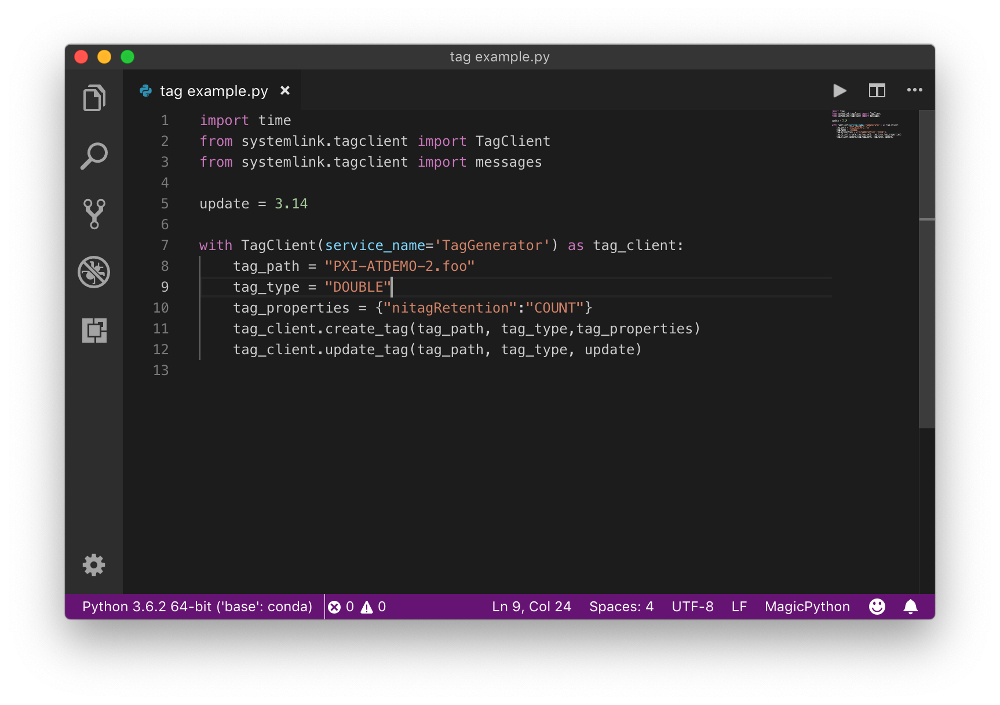 tag example.py
tag example.py
1 import time
2 from systemlink.tagclient import TagClient
3 from systemlink.tagclient import messages
4
5 update = 3.14
6
7 with TagClient(service_name='TagGenerator') as tag_client:
8     tag_path = "PXI-ATDEMO-2.foo"
9     tag_type = "DOUBLE"
10     tag_properties = {"nitagRetention":"COUNT"}
11     tag_client.create_tag(tag_path, tag_type,tag_properties)
12     tag_client.update_tag(tag_path, tag_type, update)
13
Python 3.6.2 64-bit ('base': conda) 0 0 Ln 9, Col 24 Spaces: 4 UTF-8 LF MagicPython